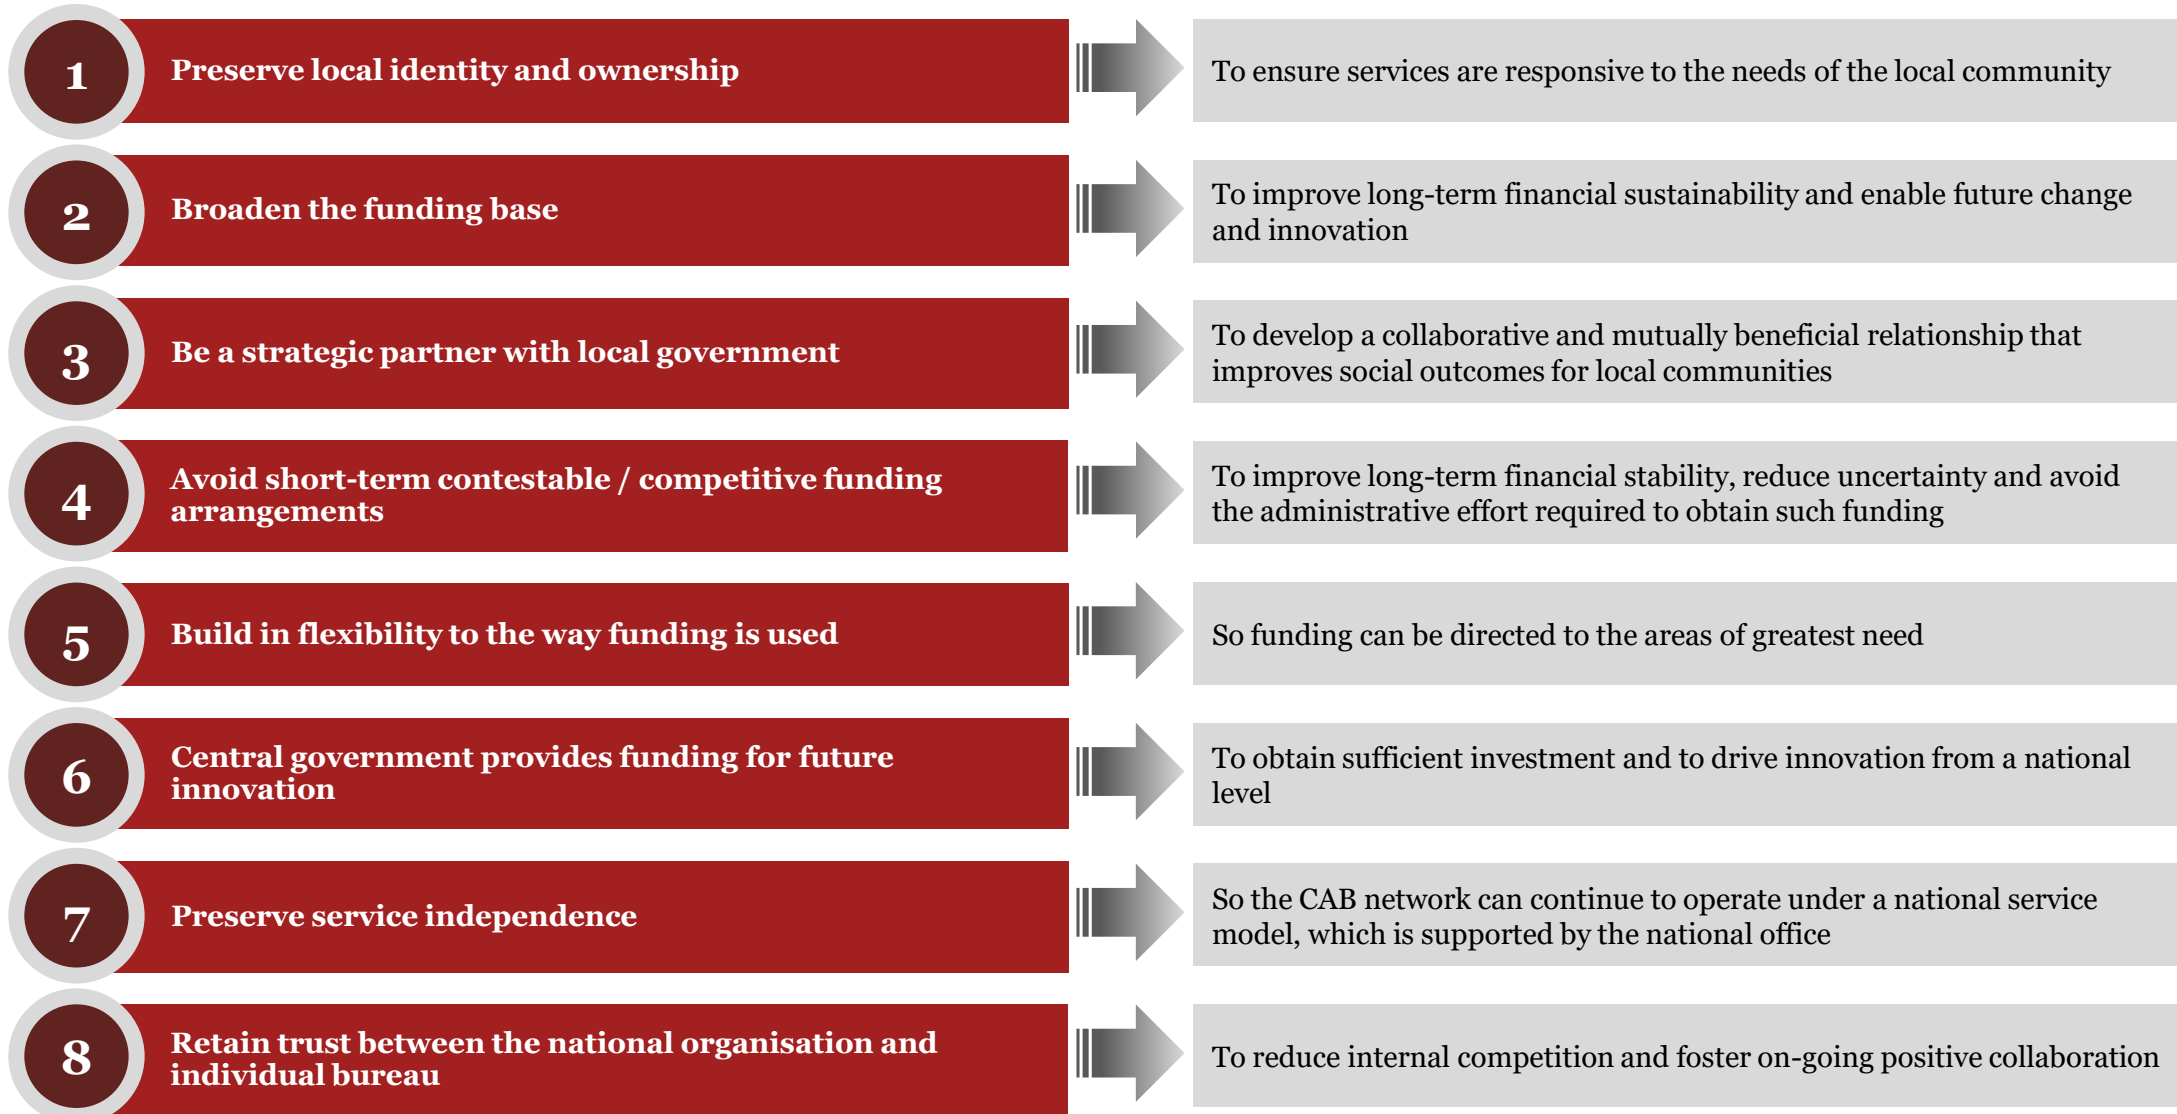 1
Preserve local identity and ownership
To ensure services are responsive to the needs of the local community
2
Broaden the funding base
To improve long-term financial sustainability and enable future change
and innovation
3
Be a strategic partner with local government
To develop a collaborative and mutually beneficial relationship that
improves social outcomes for local communities
4
Avoid short-term contestable / competitive funding
arrangements
To improve long-term financial stability, reduce uncertainty and avoid
the administrative effort required to obtain such funding
5
Build in flexibility to the way funding is used
So funding can be directed to the areas of greatest need
6
Central government provides funding for future
innovation
To obtain sufficient investment and to drive innovation from a national
level
7
Preserve service independence
So the CAB network can continue to operate under a national service
model, which is supported by the national office
8
Retain trust between the national organisation and
individual bureau
To reduce internal competition and foster on-going positive collaboration